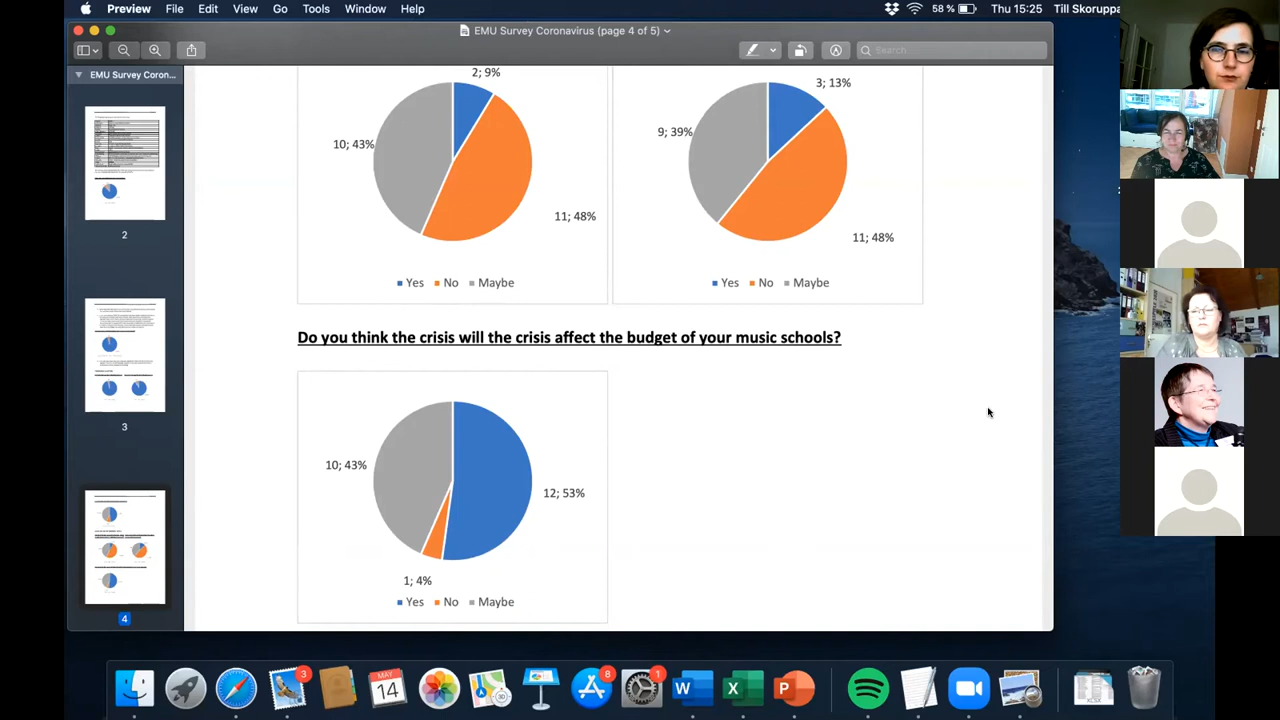 Preview File Edit View Go Tools Window Help 58 % Thu 15:25 Till Skoruppa
EMU Survey Coronavirus (page 4 of 5)
Search
EMU Survey Coron...
2
3
4
2; 9%
10; 43%
11; 48%
Yes No Maybe
3; 13%
9; 39%
11; 48%
Yes No Maybe
Do you think the crisis will the crisis affect the budget of your music schools?
10; 43%
12; 53%
1; 4%
Yes No Maybe
3
MAY
14
30
8
1
W
X
P
XLSX